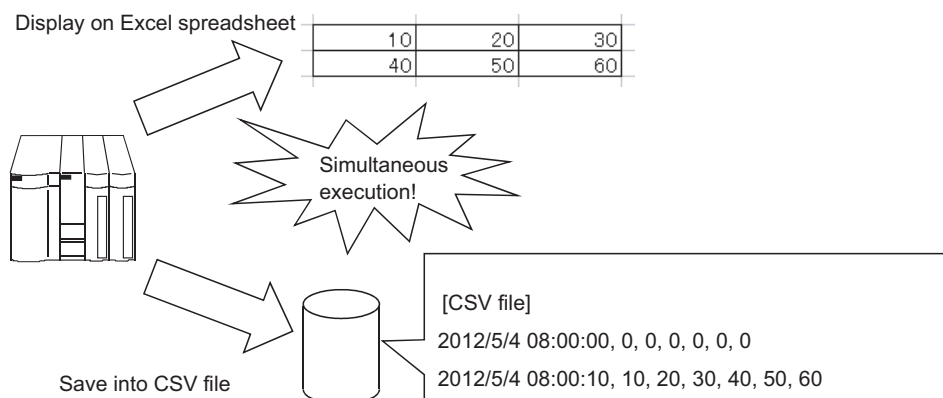 Display on Excel spreadsheet
10 20 30
40 50 60
Simultaneous
execution!
[CSV file]
2012/5/4 08:00:00, 0, 0, 0, 0, 0, 0
2012/5/4 08:00:10, 10, 20, 30, 40, 50, 60
Save into CSV file